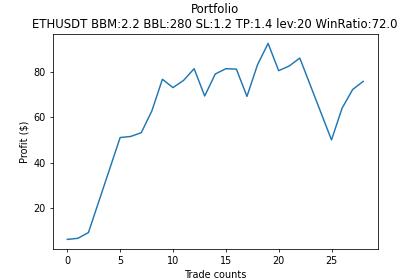 Portfolio
ETHUSDT BBM:2.2 BBL:280 SL:1.2 TP:1.4 lev:20 WinRatio:72.0
Profit ($)
80
60
40
20
0 5 10 15 20 25
Trade counts